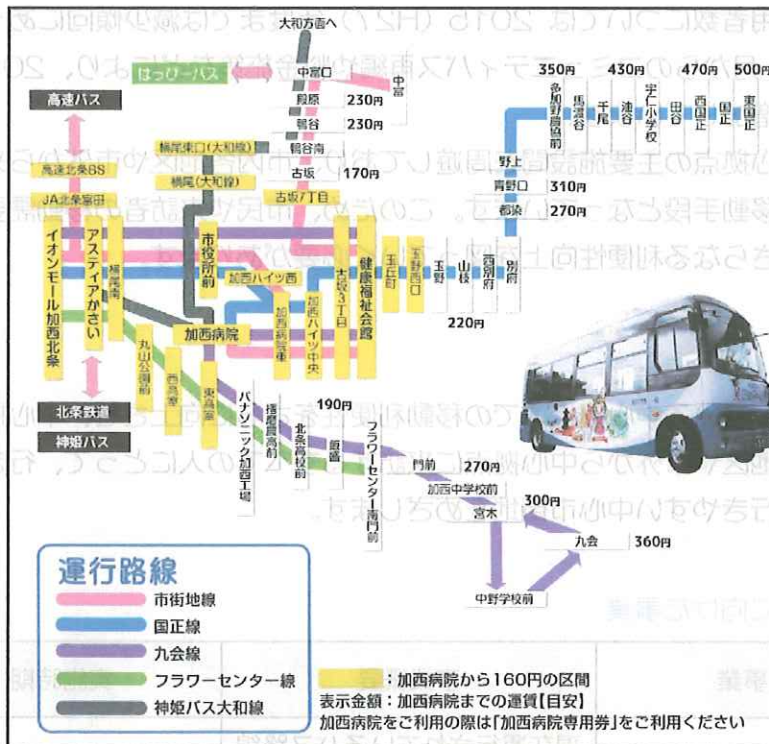 大和方面へ
はっぴーバス
中富口
中富
高速バス
殿原
230円
鴨谷
230円
鴨谷南
古坂
170円
横尾東口(大和線)
横尾(大和線)
高速北条BS
JA北条富田
古坂7丁目
350円
430円
470円
500円
多加野農協前
馬渡谷
千尾
油谷
宇仁小学校
田谷
西国正
国正
東国正
野上
青野口
310円
都染
270円
イオンモール加西北条
アスティアかさい
横尾南
市役所前
加西ハイツ西
加西病院
加西病院東
加西ハイツ中央
古坂3丁目
健康福祉会館
玉丘町
玉野西口
玉野
山枝
西別府
別府
220円
丸山公園前
西高室
東高室
北条鉄道
神姫バス
パナソニック加西工場
播磨農高前
190円
北条高校前
フラワーセンター南門前
門前
270円
加西中学校前
宮木
300円
九会
360円
中野学校前
運行路線
市街地線
国正線
九会線
フラワーセンター線
神姫バス大和線
:加西病院から160円の区間
表示金額:加西病院までの運賃【目安】
加西病院をご利用の際は「加西病院専用券」をご利用ください